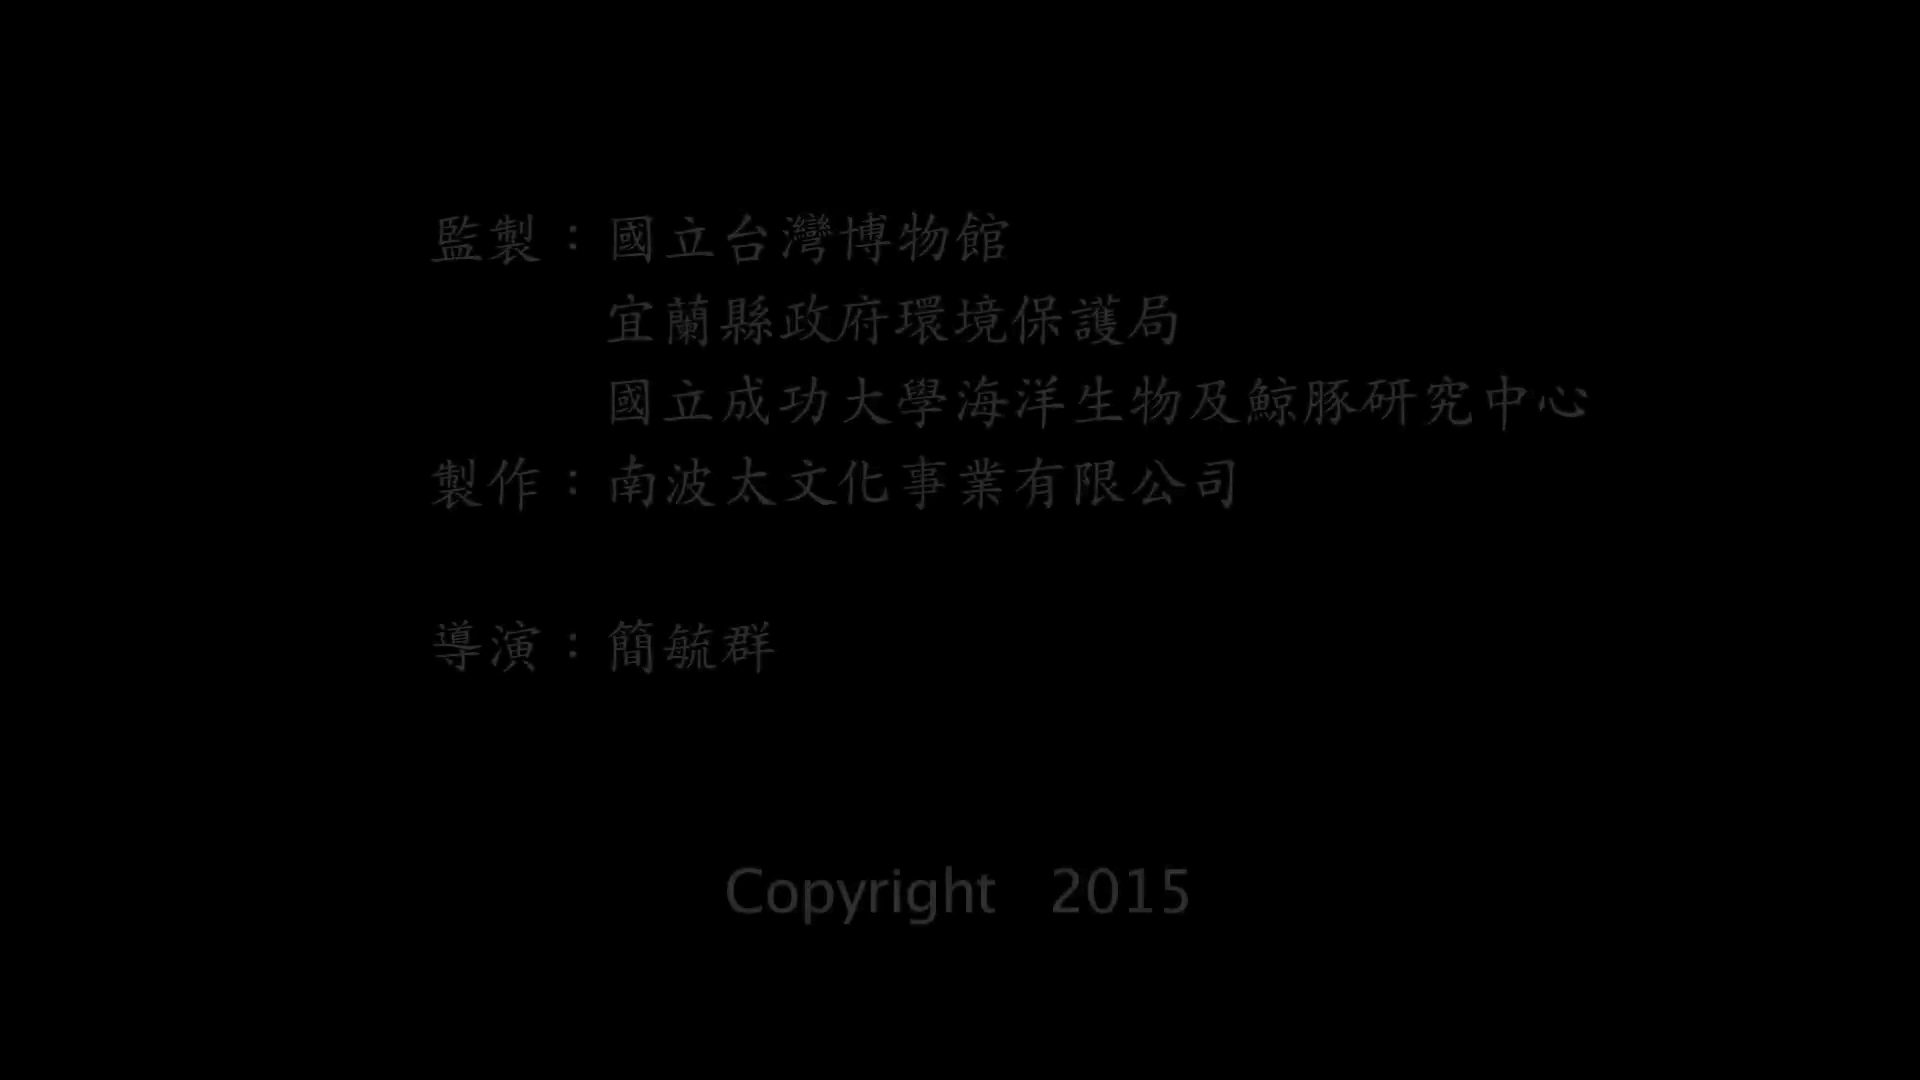 監製：國立台灣博物館
宜蘭縣政府環境保護局
國立成功大學海洋生物及鯨豚研究中心
製作：南波太文化事業有限公司
導演：簡毓群
Copyright 2015